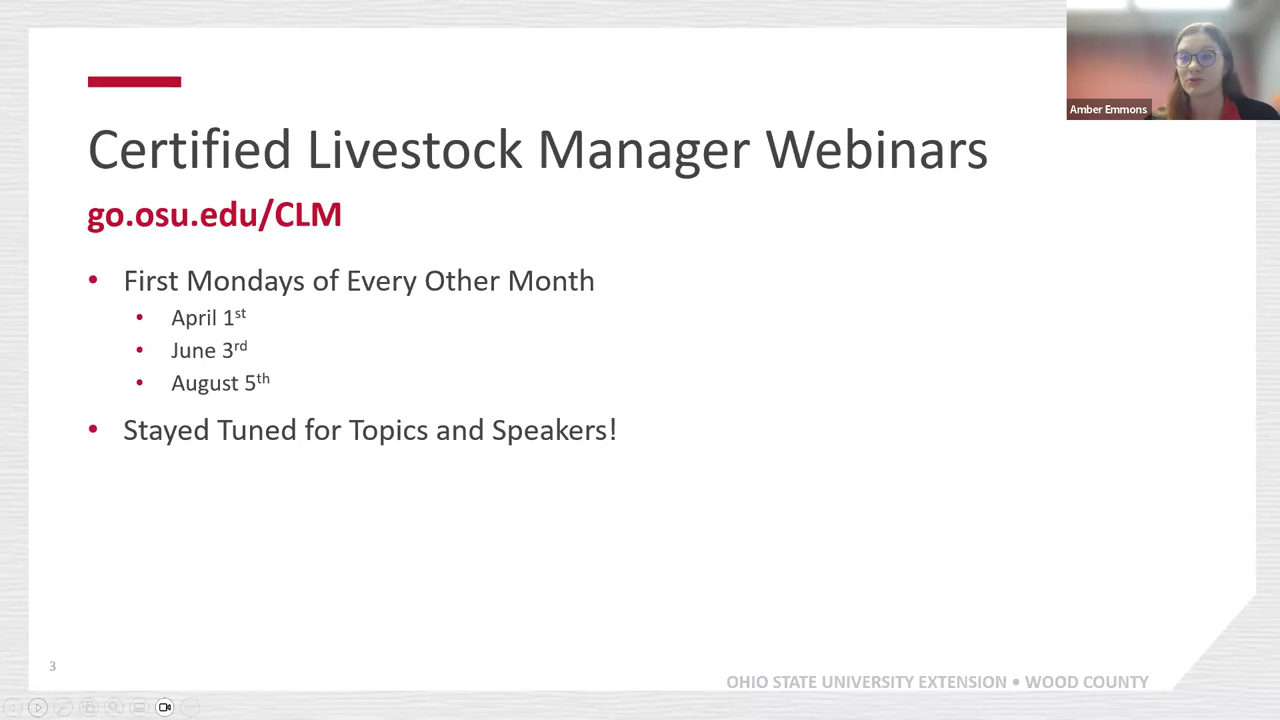 Amber Emmons
Certified Livestock Manager Webinars
go.osu.edu/CLM
• First Mondays of Every Other Month
• April 1st
• June 3rd
• August 5th
• Stayed Tuned for Topics and Speakers!
3
OHIO STATE UNIVERSITY EXTENSION • WOOD COUNTY